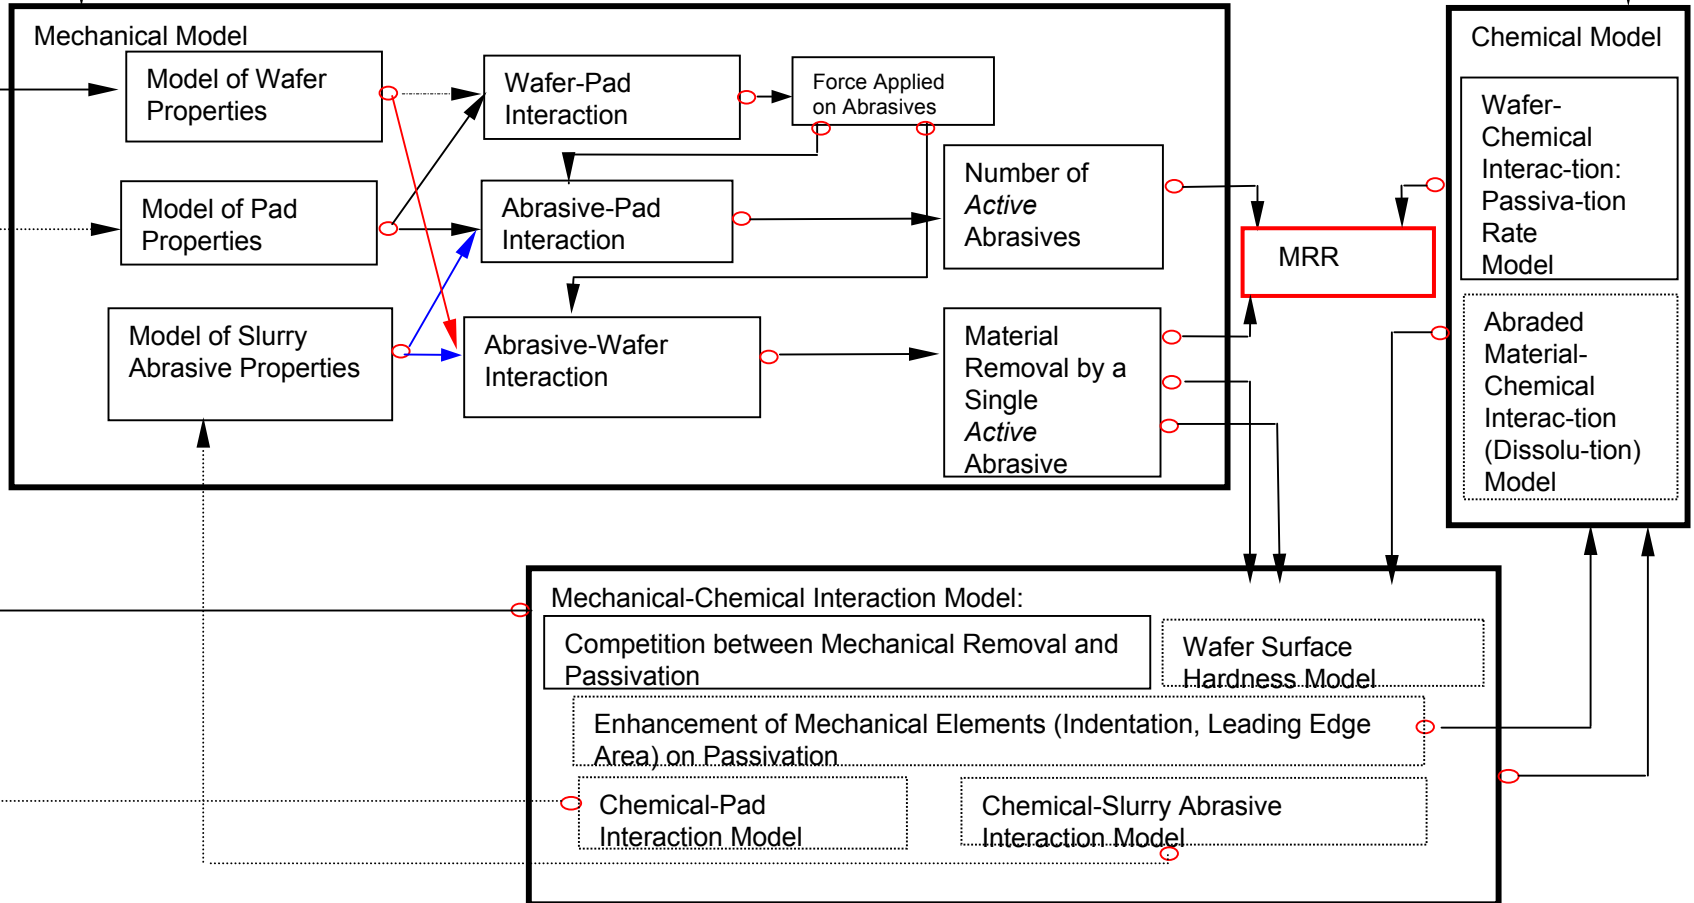 Mechanical Model
Model of Wafer
Properties
Wafer-Pad
Interaction
Force Applied
on Abrasives
Model of Pad
Properties
Abrasive-Pad
Interaction
Number of
Active
Abrasives
Model of Slurry
Abrasive Properties
Abrasive-Wafer
Interaction
Material
Removal by a
Single
Active
Abrasive
MRR
Chemical Model
Wafer-
Chemical
Interac-tion:
Passiva-tion
Rate
Model
Abraded
Material-
Chemical
Interac-tion
(Dissolu-tion)
Model
Mechanical-Chemical Interaction Model:
Competition between Mechanical Removal and
Passivation
Wafer Surface
Hardness Model
Enhancement of Mechanical Elements (Indentation, Leading Edge
Area) on Passivation
Chemical-Pad
Interaction Model
Chemical-Slurry Abrasive
Interaction Model